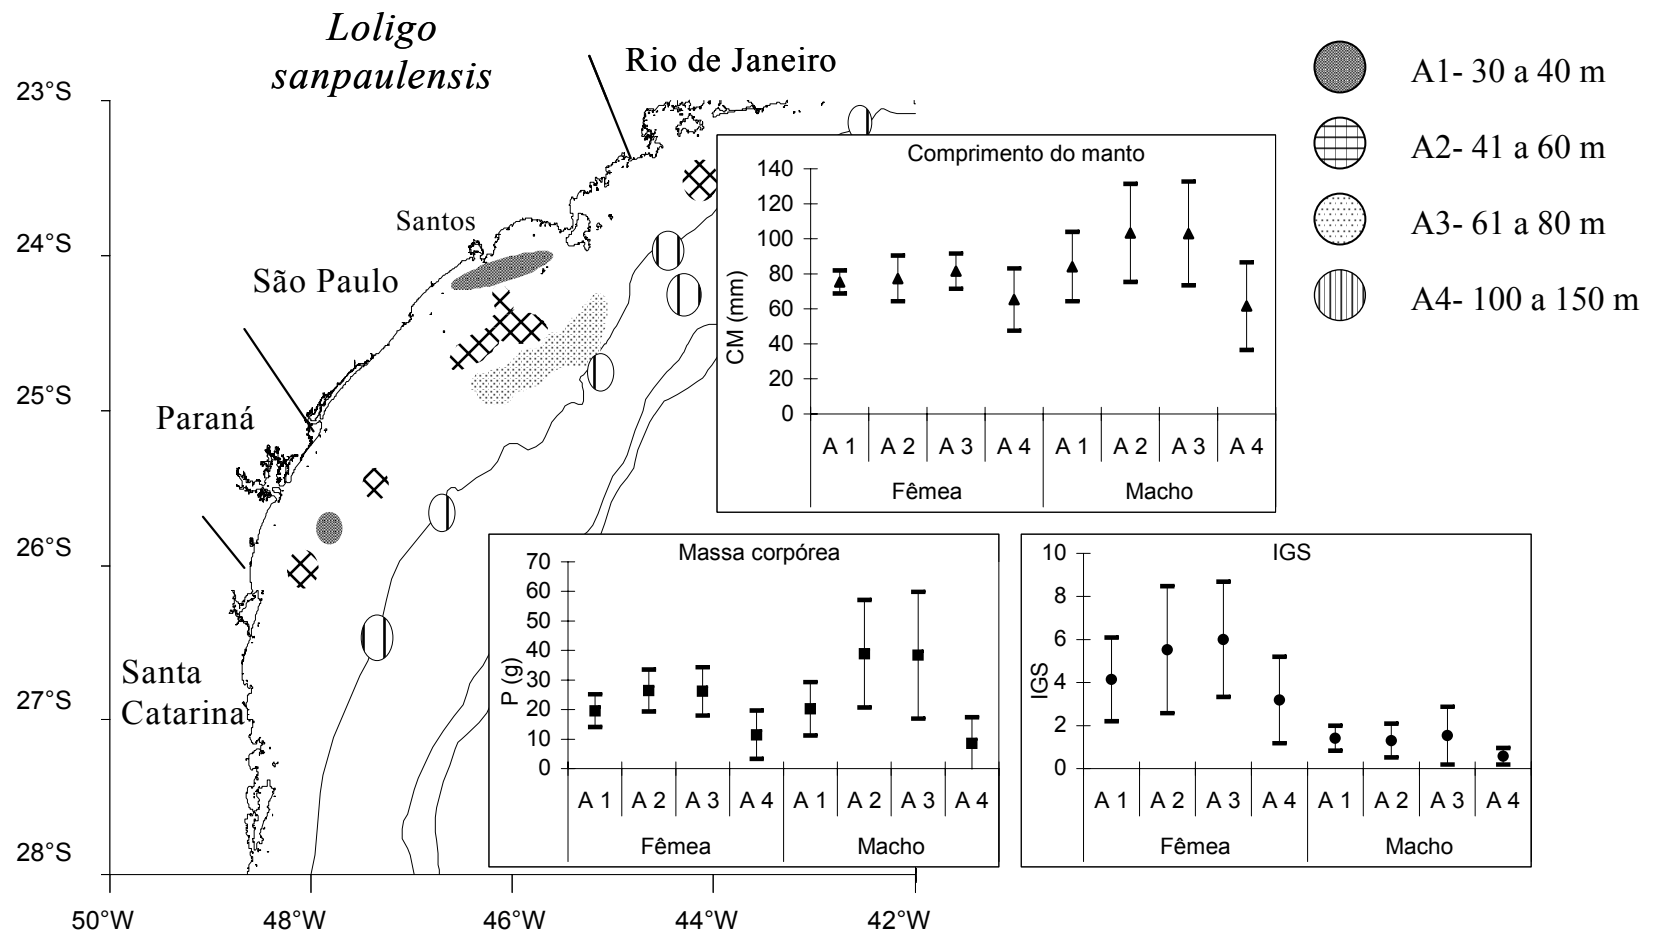 Loligo
sanpaulensis
Rio de Janeiro
Santos
São Paulo
Paraná
Santa
Catarina
23°S
24°S
25°S
26°S
27°S
28°S
50°W 48°W 46°W 44°W 42°W
A1- 30 a 40 m
A2- 41 a 60 m
A3- 61 a 80 m
A4- 100 a 150 m
Comprimento do manto
CM (mm)
140
120
100
80
60
40
20
0
A 1 A 2 A 3 A 4 A 1 A 2 A 3 A 4
Fêmea Macho
Massa corpórea
P (g)
70
60
50
40
30
20
10
0
A 1 A 2 A 3 A 4 A 1 A 2 A 3 A 4
Fêmea Macho
IGS
IGS
10
8
6
4
2
0
A 1 A 2 A 3 A 4 A 1 A 2 A 3 A 4
Fêmea Macho